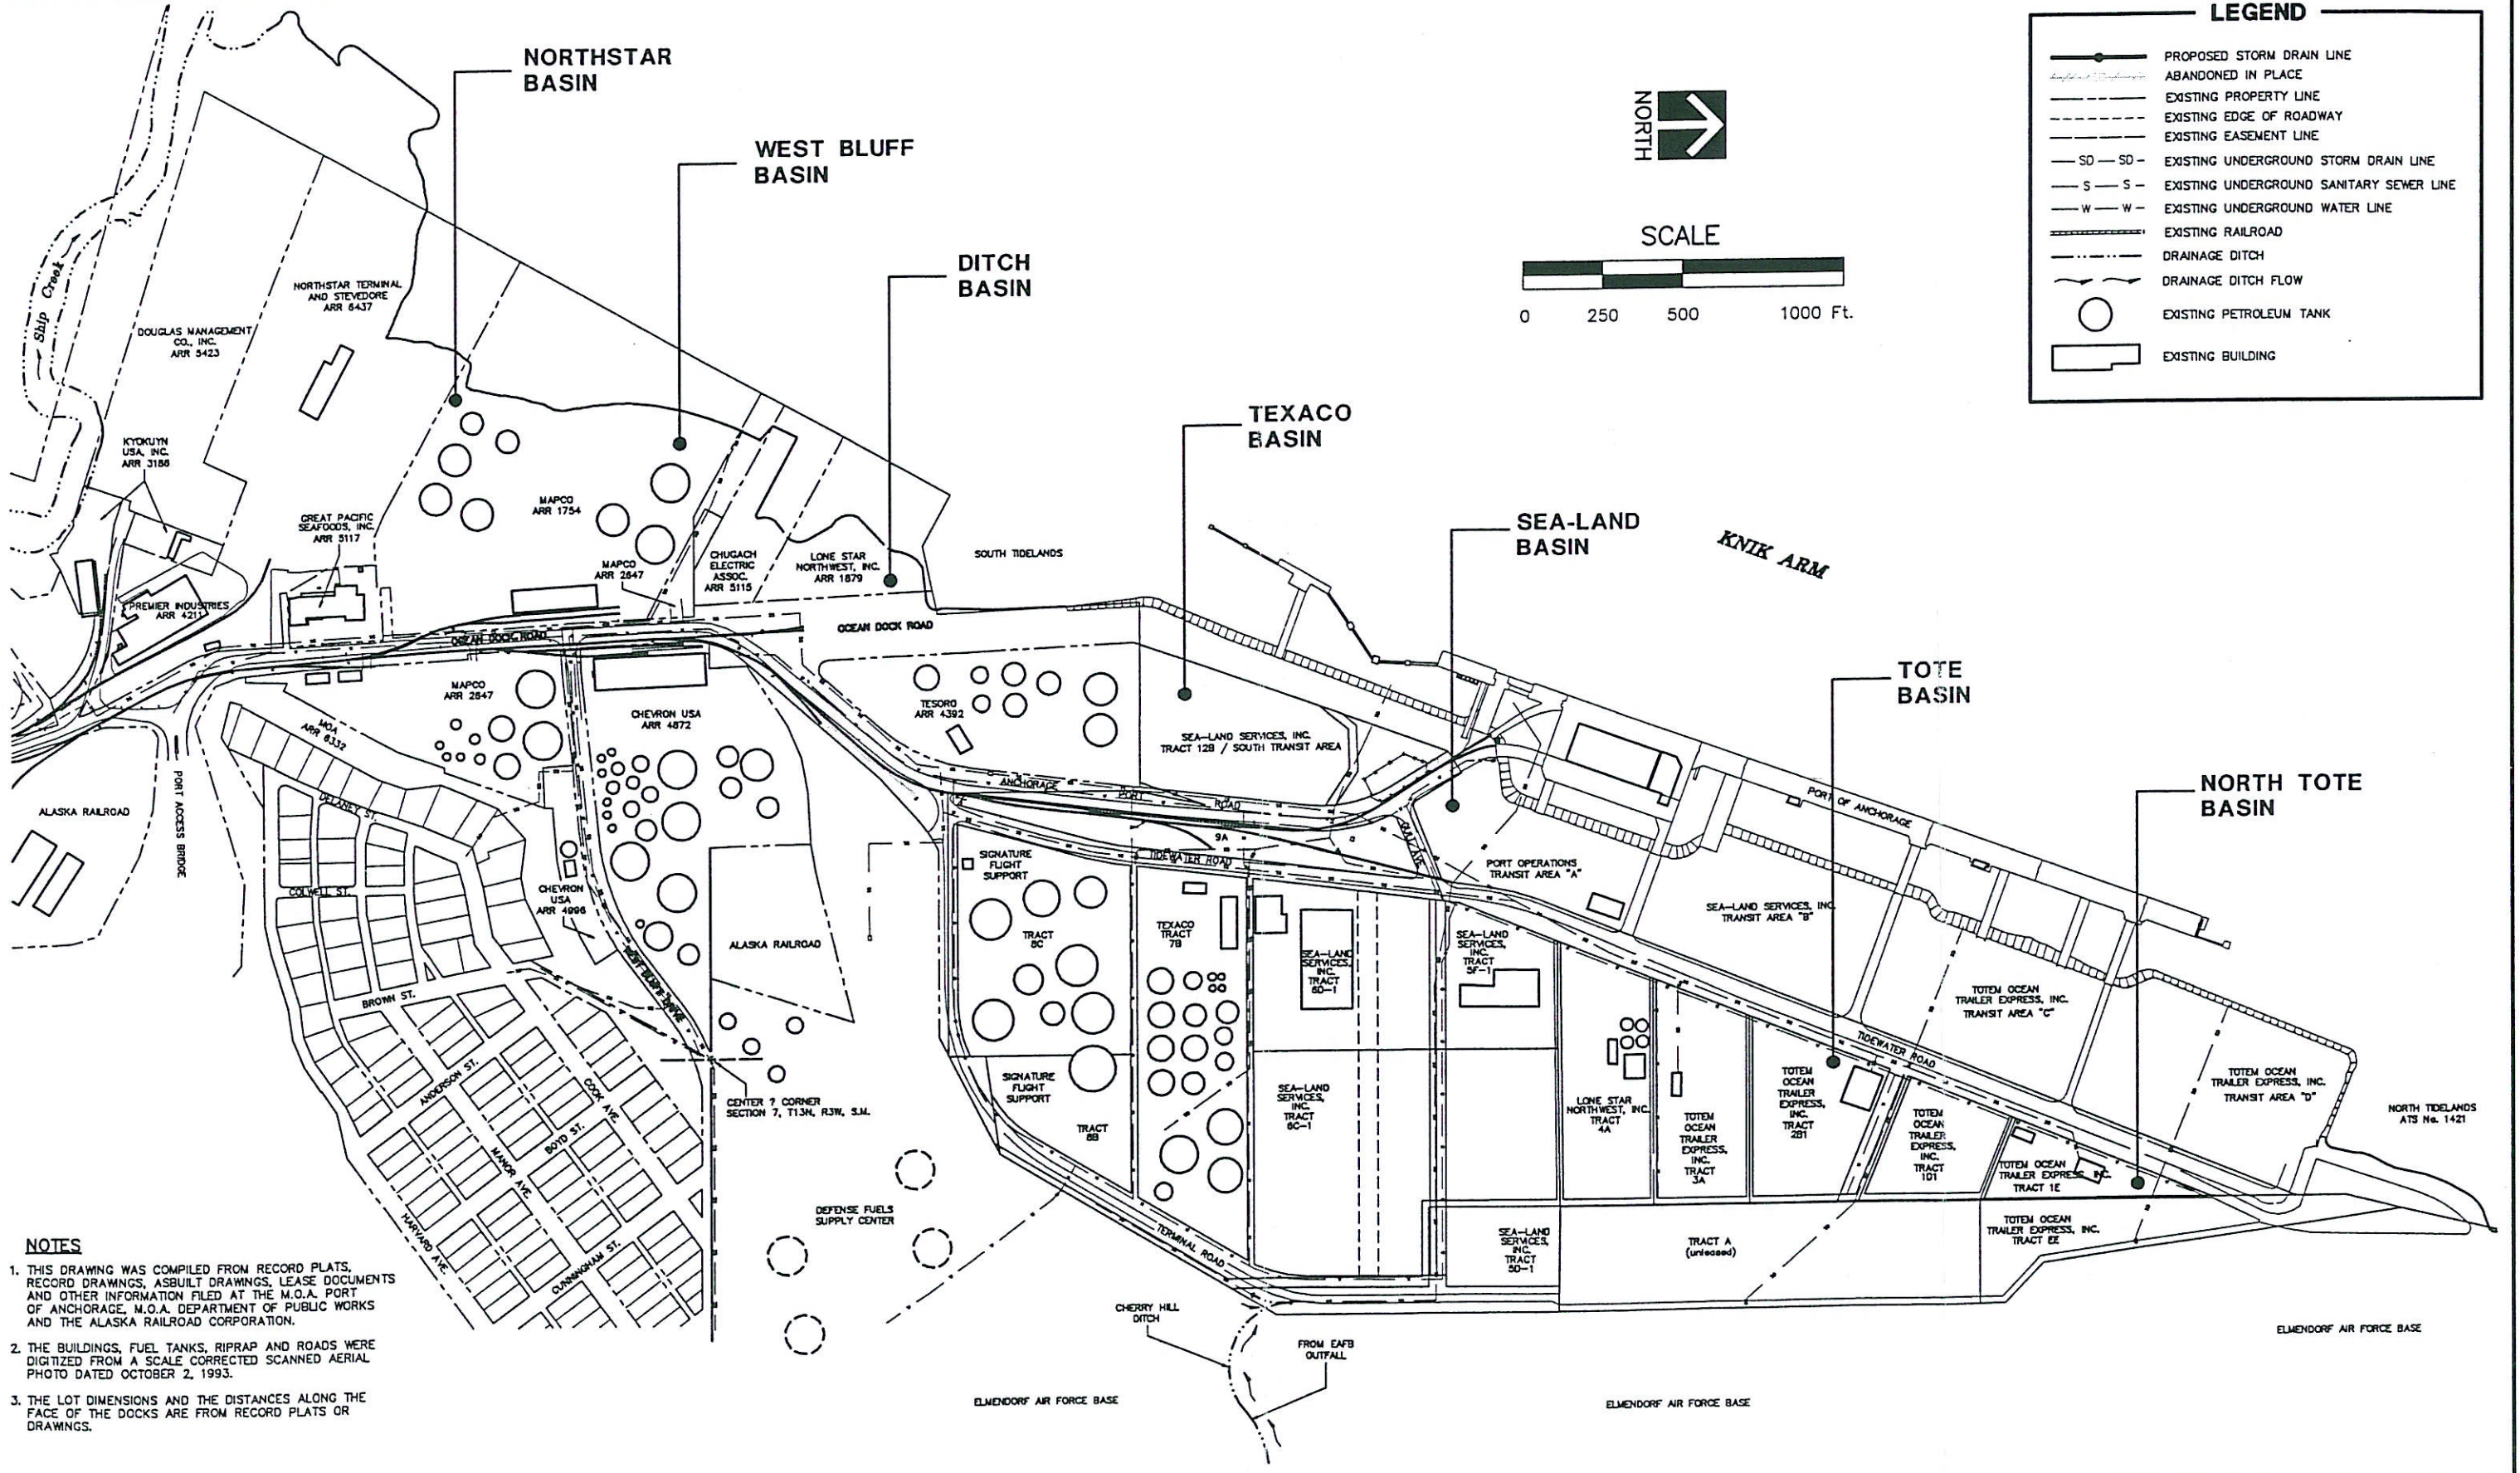 NORTHSTAR
BASIN
WEST BLUFF
BASIN
DITCH
BASIN
TEXACO
BASIN
SEA-LAND
BASIN
TOTE
BASIN
NORTH TOTE
BASIN
NORTH
SCALE
0 250 500 1000 Ft.
LEGEND
PROPOSED STORM DRAIN LINE
ABANDONED IN PLACE
EXISTING PROPERTY LINE
EXISTING EDGE OF ROADWAY
EXISTING EASEMENT LINE
SD SD EXISTING UNDERGROUND STORM DRAIN LINE
S S EXISTING UNDERGROUND SANITARY SEWER LINE
W W EXISTING UNDERGROUND WATER LINE
EXISTING RAILROAD
DRAINAGE DITCH
DRAINAGE DITCH FLOW
EXISTING PETROLEUM TANK
EXISTING BUILDING
Ship Creek
DOUGLAS MANAGEMENT
CO., INC.
ARR 5423
NORTHSTAR TERMINAL
AND STEVEDORE
ARR 6437
KYOKUYN
USA, INC.
ARR 3186
GREAT PACIFIC
SEAFOODS, INC.
ARR 5117
PREMIER INDUSTRIES
ARR 4211
MAPCO
ARR 1754
MAPCO
ARR 2647
CHUGACH
ELECTRIC
ASSOC.
ARR 5115
LONE STAR
NORTHWEST, INC.
ARR 1879
SOUTH TIDELANDS
KNIK ARM
OCEAN DOCK ROAD
OCEAN DOCK ROAD
MAPCO
ARR 2647
MOA
ARR 6332
CHEVRON USA
ARR 4872
TESORO
ARR 4392
SEA-LAND SERVICES, INC.
TRACT 12B / SOUTH TRANSIT AREA
ANCHORAGE PORT ROAD
9A
TIDEWATER ROAD
PORT OF ANCHORAGE
ALASKA RAILROAD
PORT ACCESS BRIDGE
DELANEY ST.
COLWELL ST.
BROWN ST.
ANDERSON ST.
COOK AVE.
BOYD ST.
MANOR AVE.
HARVARD AVE.
CUNNINGHAM ST.
CHEVRON
USA
ARR 4996
ALASKA RAILROAD
CENTER ? CORNER
SECTION 7, T13N, R3W, S.M.
DEFENSE FUELS
SUPPLY CENTER
SIGNATURE
FLIGHT
SUPPORT
TRACT
8C
SIGNATURE
FLIGHT
SUPPORT
TRACT
8B
TEXACO
TRACT
7B
SEA-LAND
SERVICES,
INC.
TRACT
6D-1
SEA-LAND
SERVICES,
INC.
TRACT
6C-1
SEA-LAND
SERVICES,
INC.
TRACT
5F-1
SEA-LAND
SERVICES,
INC.
TRACT
5D-1
PORT OPERATIONS
TRANSIT AREA "A"
SEA-LAND SERVICES, INC.
TRANSIT AREA "B"
TOTEM OCEAN
TRAILER EXPRESS, INC.
TRANSIT AREA "C"
TOTEM OCEAN
TRAILER EXPRESS, INC.
TRANSIT AREA "D"
TIDEWATER ROAD
LONE STAR
NORTHWEST, INC.
TRACT
4A
TOTEM
OCEAN
TRAILER
EXPRESS,
INC.
TRACT
3A
TOTEM
OCEAN
TRAILER
EXPRESS,
INC.
TRACT
2B1
TOTEM
OCEAN
TRAILER
EXPRESS,
INC.
TRACT
1D1
TOTEM OCEAN
TRAILER EXPRESS, INC.
TRACT 1E
TOTEM OCEAN
TRAILER EXPRESS, INC.
TRACT EE
TRACT A
(unleased)
NORTH TIDELANDS
ATS No. 1421
TERMINAL ROAD
CHERRY HILL
DITCH
FROM EAFB
OUTFALL
ELMENDORF AIR FORCE BASE
ELMENDORF AIR FORCE BASE
ELMENDORF AIR FORCE BASE
NOTES
1. THIS DRAWING WAS COMPILED FROM RECORD PLATS,
RECORD DRAWINGS, ASBUILT DRAWINGS, LEASE DOCUMENTS
AND OTHER INFORMATION FILED AT THE M.O.A. PORT
OF ANCHORAGE, M.O.A. DEPARTMENT OF PUBLIC WORKS
AND THE ALASKA RAILROAD CORPORATION.
2. THE BUILDINGS, FUEL TANKS, RIPRAP AND ROADS WERE
DIGITIZED FROM A SCALE CORRECTED SCANNED AERIAL
PHOTO DATED OCTOBER 2, 1993.
3. THE LOT DIMENSIONS AND THE DISTANCES ALONG THE
FACE OF THE DOCKS ARE FROM RECORD PLATS OR
DRAWINGS.